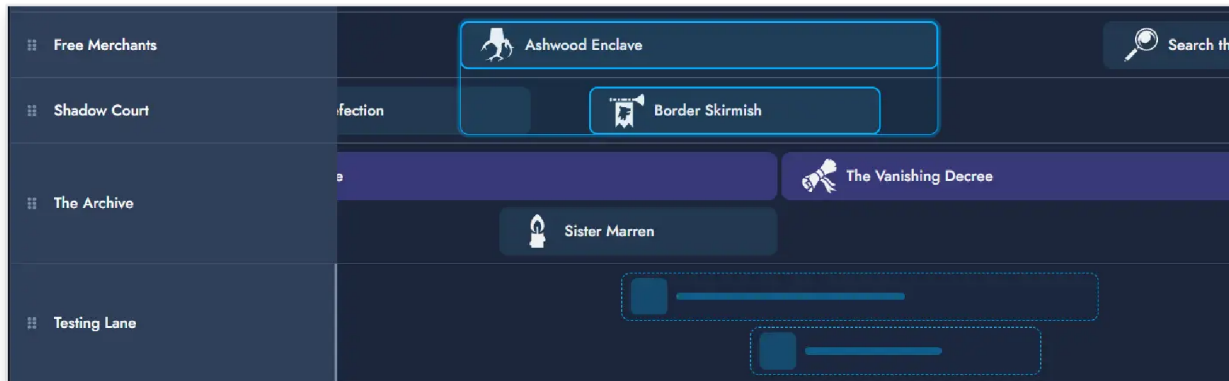 Free Merchants
Ashwood Enclave
Search th
Shadow Court
efection
Border Skirmish
The Archive
e
The Vanishing Decree
Sister Marren
Testing Lane